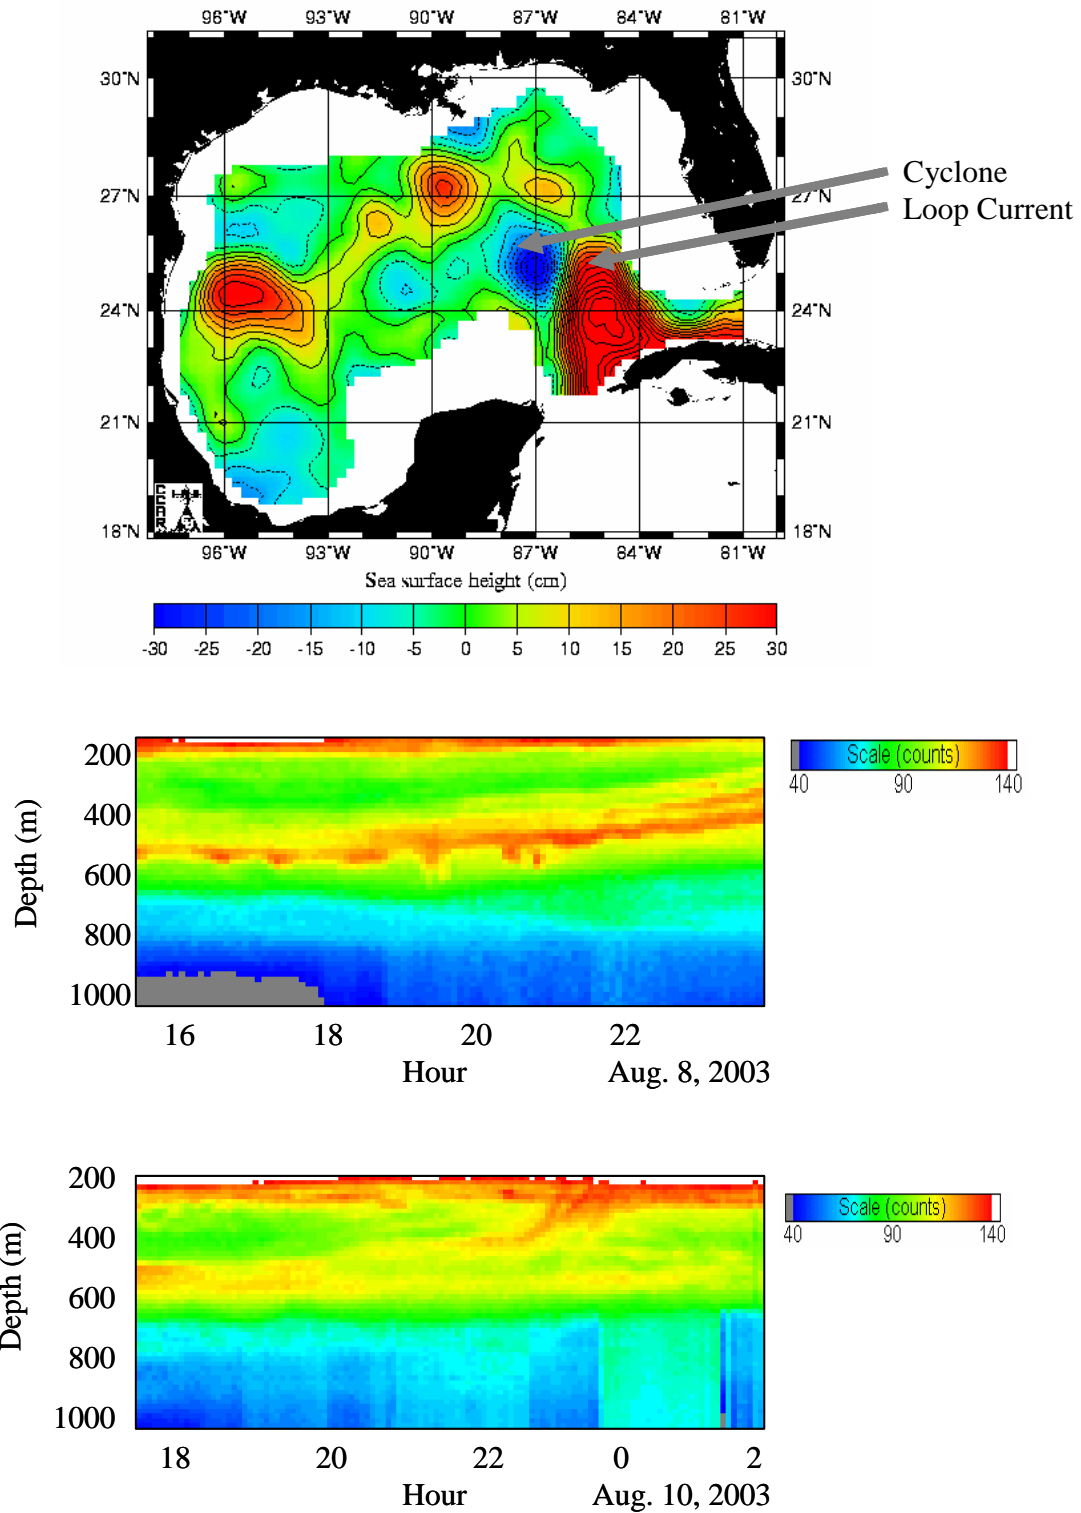 96°W 93°W 90°W 87°W 84°W 81°W
30°N 30°N
Cyclone
27°N 27°N
Loop Current
24°N 24°N
21°N 21°N
CCAR
18°N 18°N
96°W 93°W 90°W 87°W 84°W 81°W
Sea surface height (cm)
-30 -25 -20 -15 -10 -5 0 5 10 15 20 25 30
200
400
600
800
1000
Depth (m)
Scale (counts)
40 90 140
16 18 20 22
Hour Aug. 8, 2003
200
400
600
800
1000
Depth (m)
Scale (counts)
40 90 140
18 20 22 0 2
Hour Aug. 10, 2003